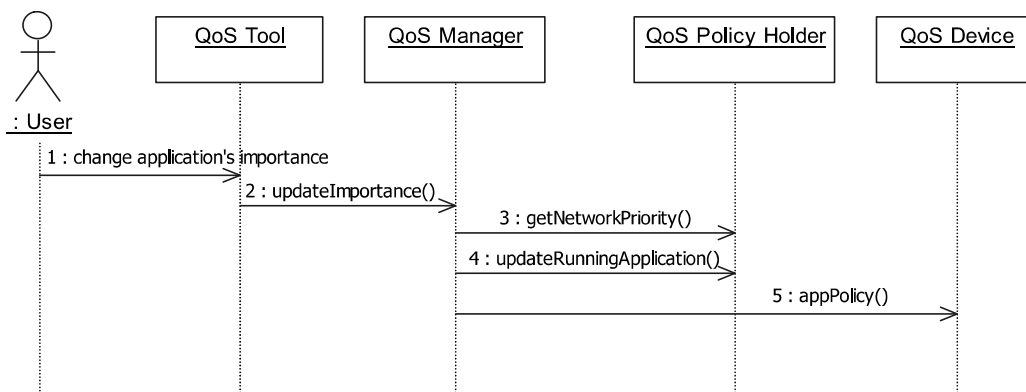 QoS Tool
QoS Manager
QoS Policy Holder
QoS Device
: User
1 : change application's importance
2 : updateImportance()
3 : getNetworkPriority()
4 : updateRunningApplication()
5 : appPolicy()